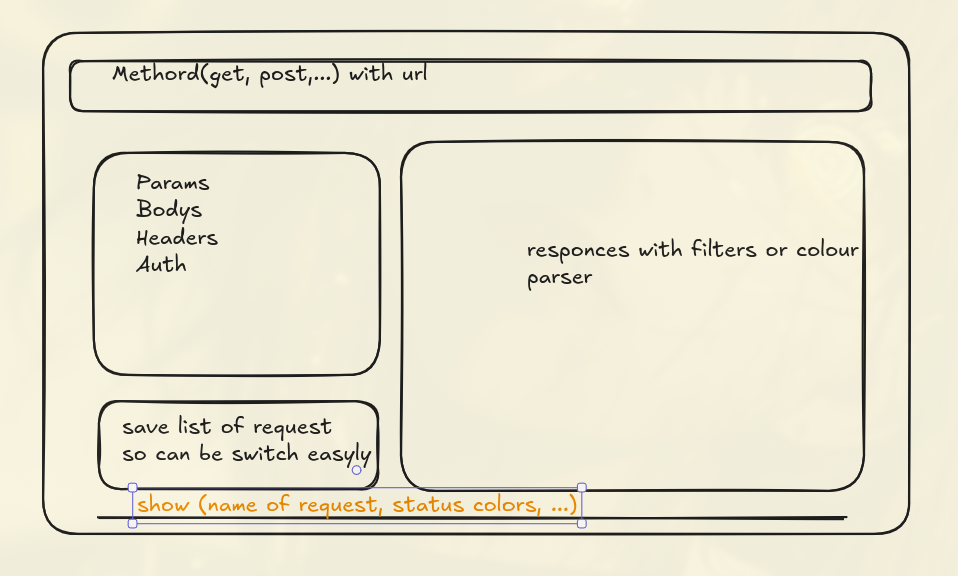 Methord(get, post,...) with url
Params
Bodys
Headers
Auth
responces with filters or colour
parser
save list of request
so can be switch easyly
show (name of request, status colors, ...)